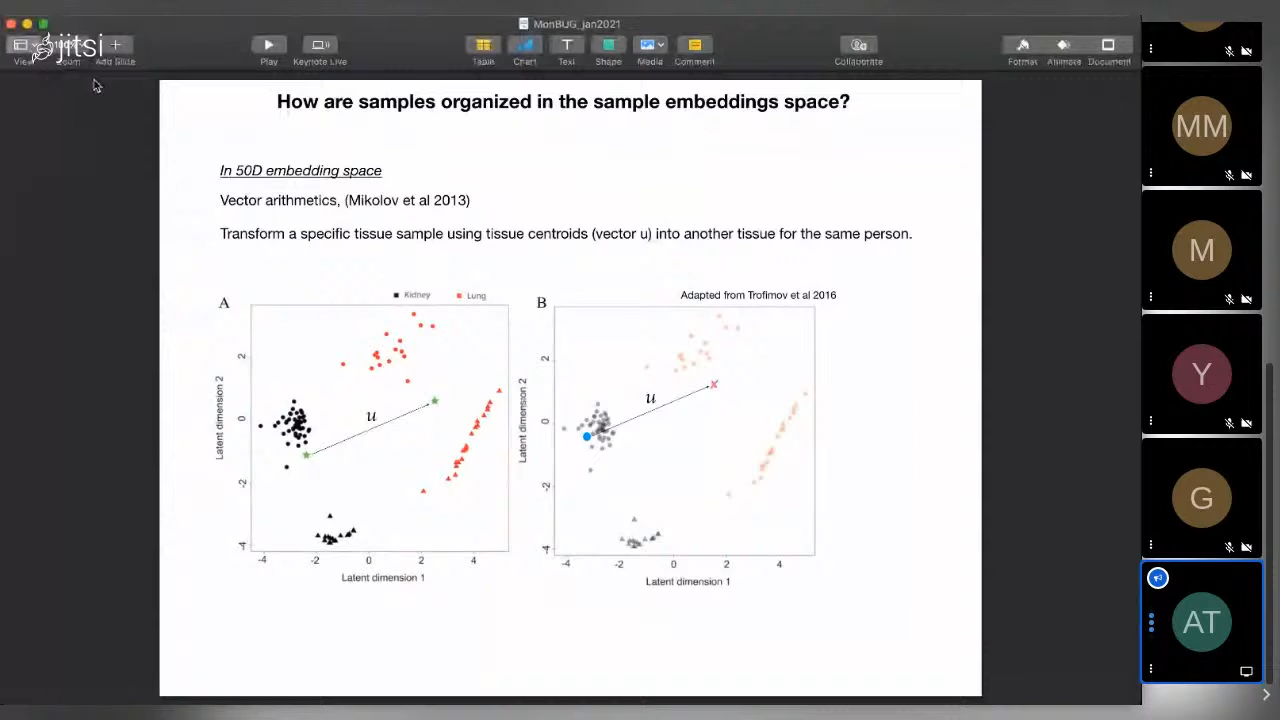 MonBUG_jan2021
jitsi
View
Zoom
Add Slide
Play
Keynote Live
Table
Chart
Text
Shape
Media
Comment
Collaborate
Format
Animate
Document
How are samples organized in the sample embeddings space?
In 50D embedding space
Vector arithmetics, (Mikolov et al 2013)
Transform a specific tissue sample using tissue centroids (vector u) into another tissue for the same person.
A
Kidney
Lung
B
Adapted from Trofimov et al 2016
2
0
-2
-4
Latent dimension 2
u
-4
-2
0
2
4
Latent dimension 1
2
0
-2
-4
Latent dimension 2
u
-4
-2
0
2
4
Latent dimension 1
MM
M
Y
G
AT